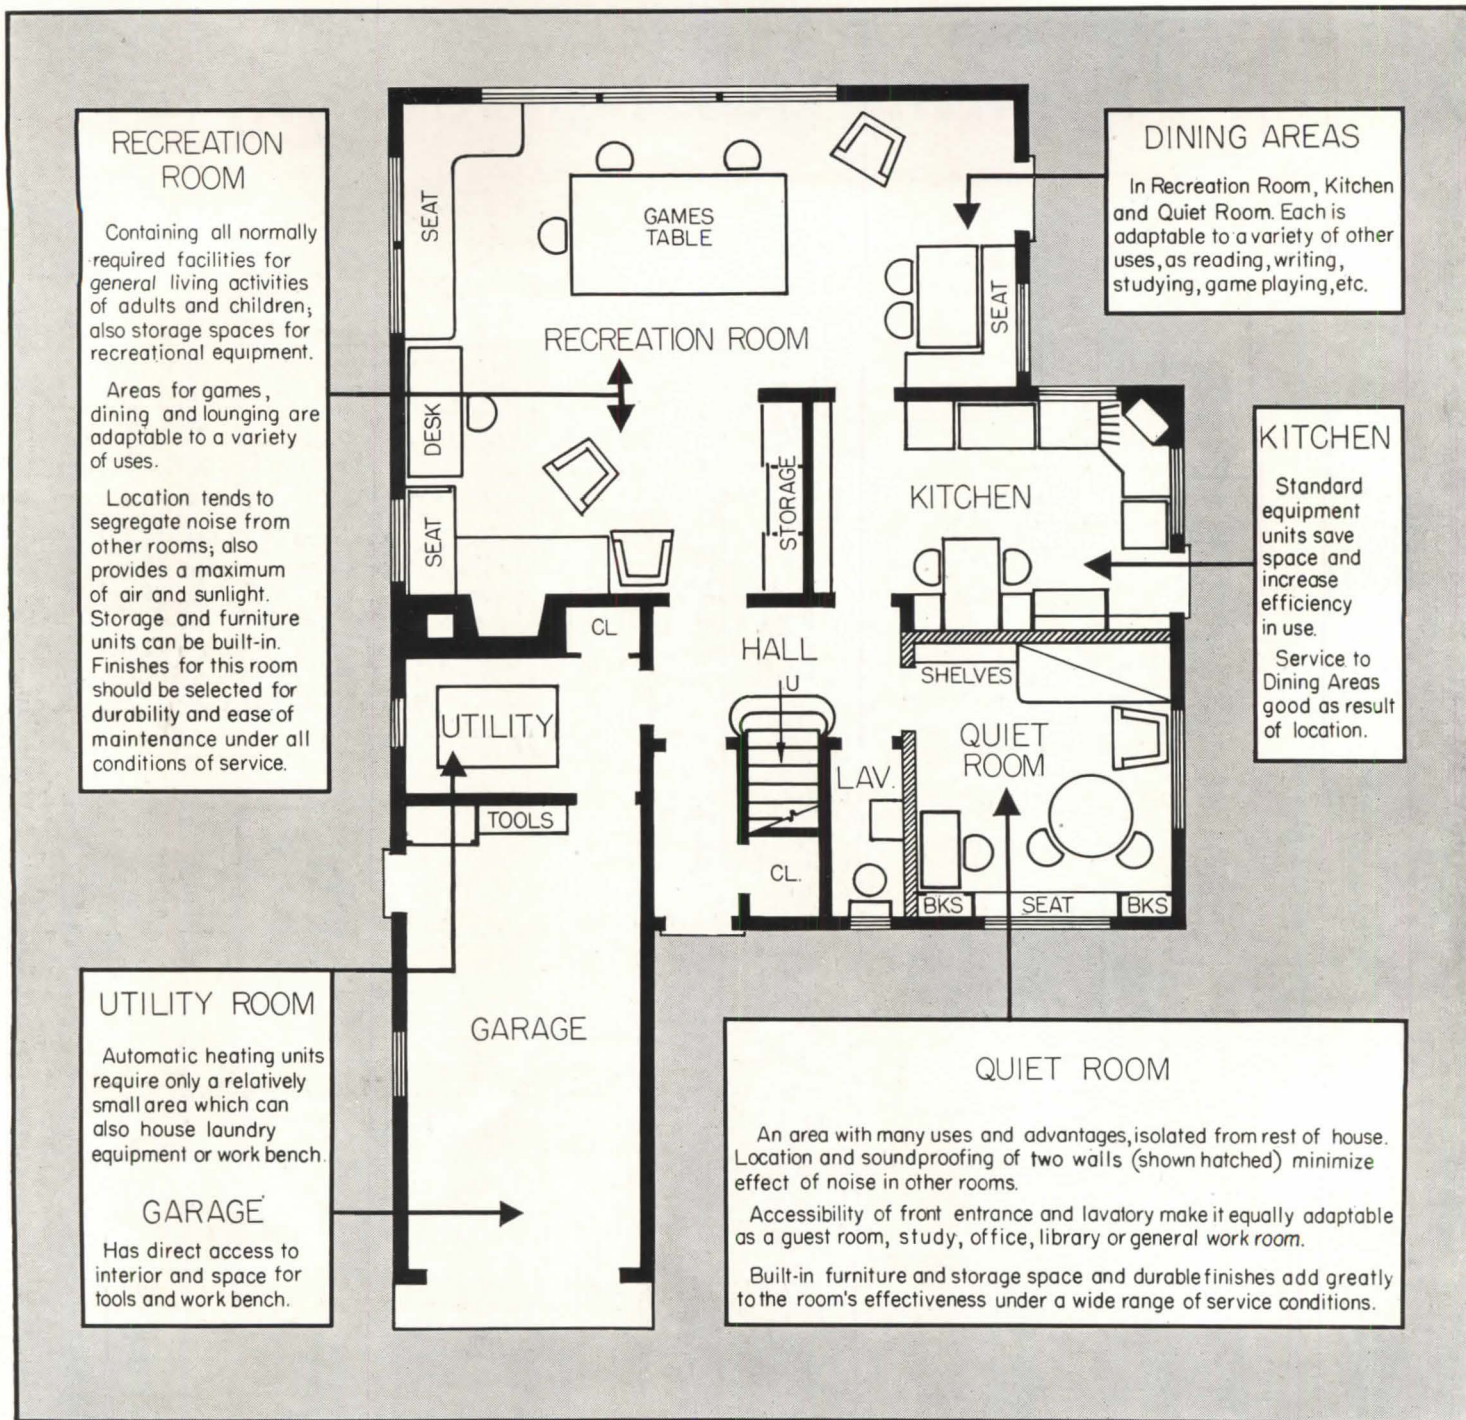 RECREATION
ROOM
Containing all normally
required facilities for
general living activities
of adults and children;
also storage spaces for
recreational equipment.
Areas for games,
dining and lounging are
adaptable to a variety
of uses.
Location tends to
segregate noise from
other rooms; also
provides a maximum
of air and sunlight.
Storage and furniture
units can be built-in.
Finishes for this room
should be selected for
durability and ease of
maintenance under all
conditions of service.
DINING AREAS
In Recreation Room, Kitchen
and Quiet Room. Each is
adaptable to a variety of other
uses, as reading, writing,
studying, game playing, etc.
SEAT
GAMES
TABLE
SEAT
RECREATION ROOM
DESK
SEAT
STORAGE
KITCHEN
KITCHEN
Standard
equipment
units save
space and
increase
efficiency
in use.
Service to
Dining Areas
good as result
of location.
CL
HALL
U
SHELVES
UTILITY
QUIET
ROOM
LAV.
TOOLS
CL.
BKS
SEAT
BKS
GARAGE
UTILITY ROOM
Automatic heating units
require only a relatively
small area which can
also house laundry
equipment or work bench.
GARAGE
Has direct access to
interior and space for
tools and work bench.
QUIET ROOM
An area with many uses and advantages, isolated from rest of house.
Location and soundproofing of two walls (shown hatched) minimize
effect of noise in other rooms.
Accessibility of front entrance and lavatory make it equally adaptable
as a guest room, study, office, library or general work room.
Built-in furniture and storage space and durable finishes add greatly
to the room's effectiveness under a wide range of service conditions.